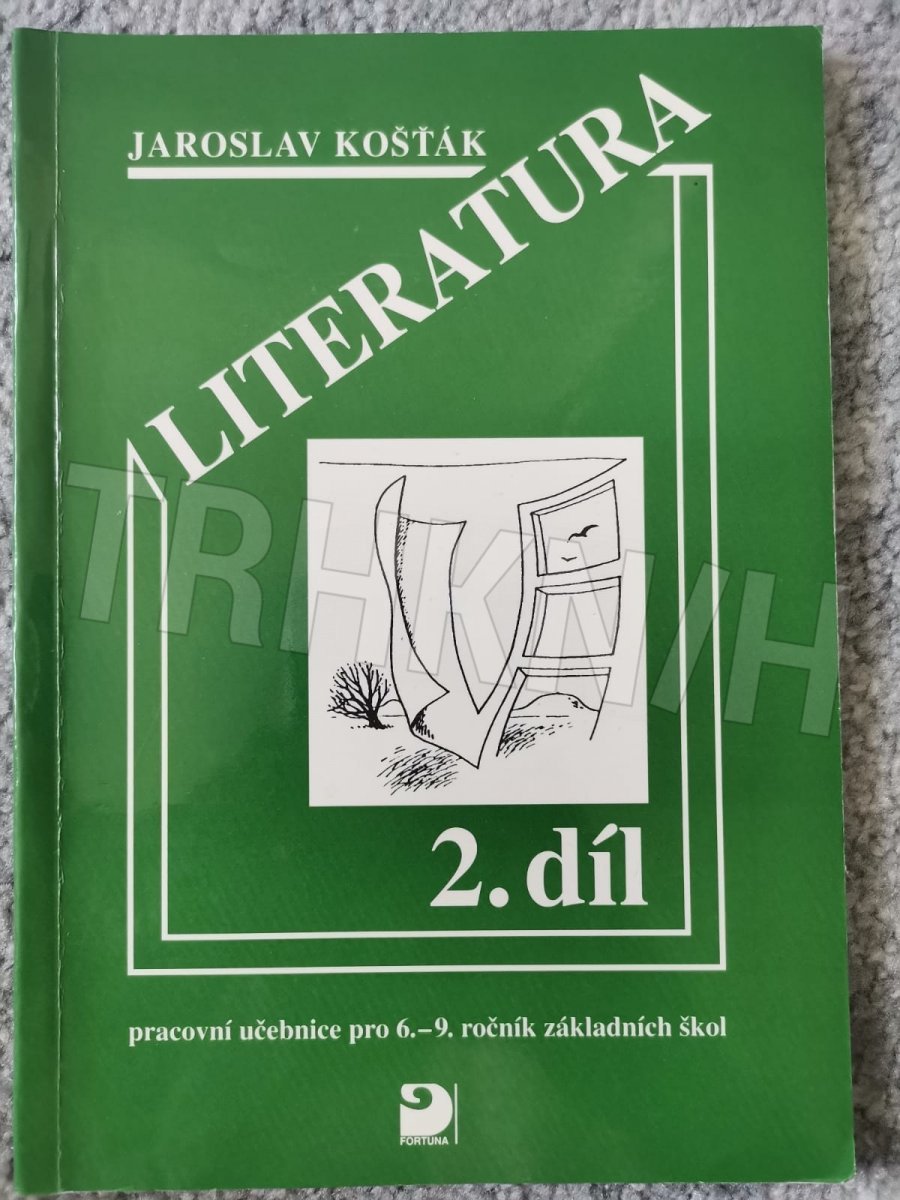 JAROSLAV KOŠŤÁK
LITERATURA
TRHKNIH
2. díl
pracovní učebnice pro 6.–9. ročník základních škol
FORTUNA